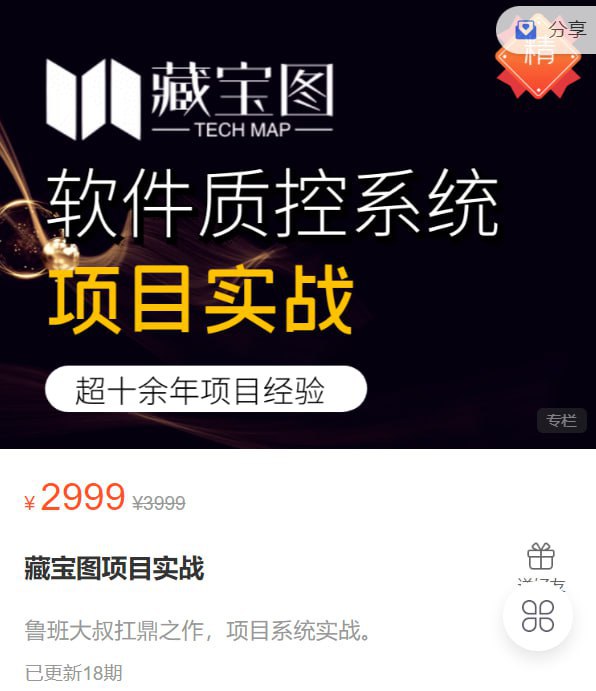 分享
精
藏宝图
TECH MAP
软件质控系统
项目实战
超十余年项目经验
专栏
¥ 2999 ¥3999
藏宝图项目实战
送好友
鲁班大叔扛鼎之作，项目系统实战。
已更新18期